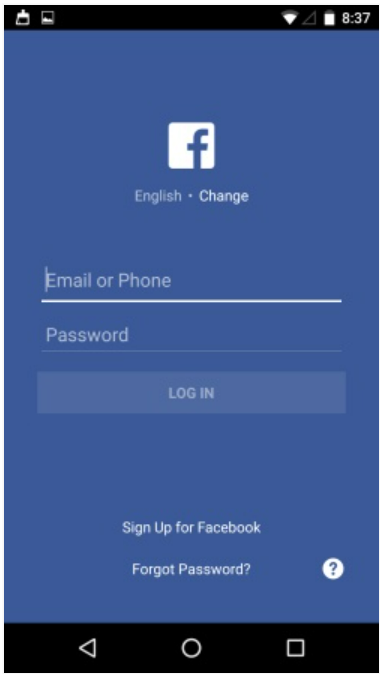 8:37
f
English • Change
Email or Phone
Password
LOG IN
Sign Up for Facebook
Forgot Password?
?